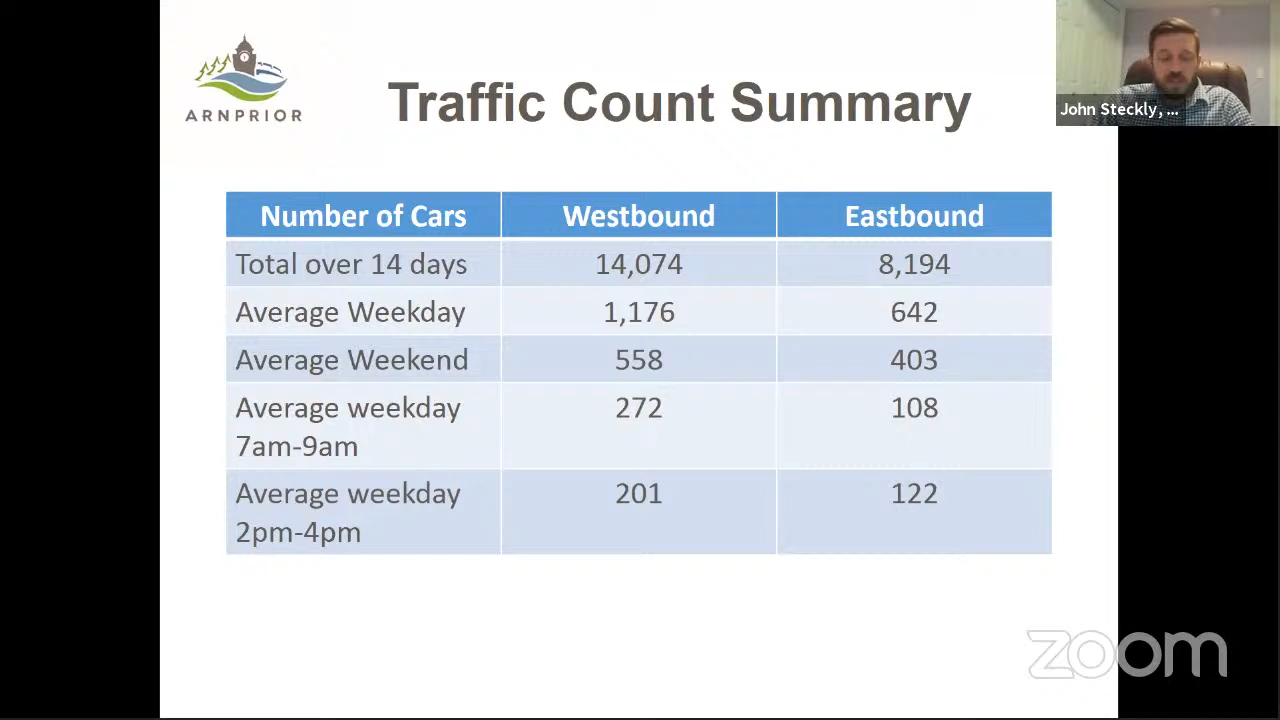 ARNPRIOR
Traffic Count Summary
John Steckly, ...
Number of Cars Westbound Eastbound
Total over 14 days 14,074 8,194
Average Weekday 1,176 642
Average Weekend 558 403
Average weekday 272 108
7am-9am
Average weekday 201 122
2pm-4pm
zoom